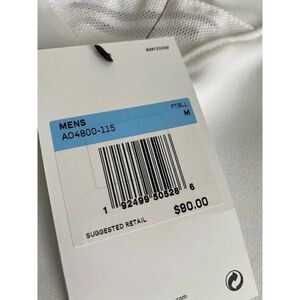 MENS
FTBLL
AO4800-115
M
1 92499 50528 6
SUGGESTED RETAIL
$90.00